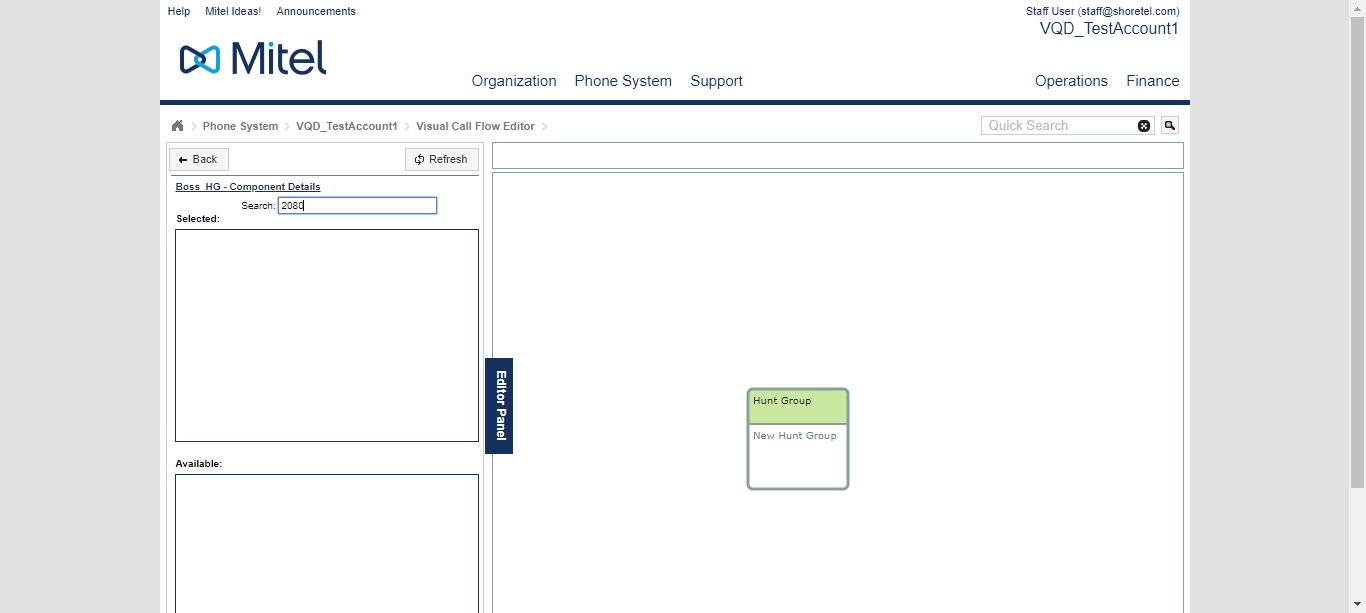 Help Mitel Ideas! Announcements
Staff User (staff@shoretel.com)
VQD_TestAccount1
Mitel
Organization Phone System Support
Operations Finance
Phone System > VQD_TestAccount1 > Visual Call Flow Editor >
Quick Search
Back
Refresh
Boss_HG - Component Details
Search: 2080
Selected:
Editor Panel
Hunt Group
New Hunt Group
Available: